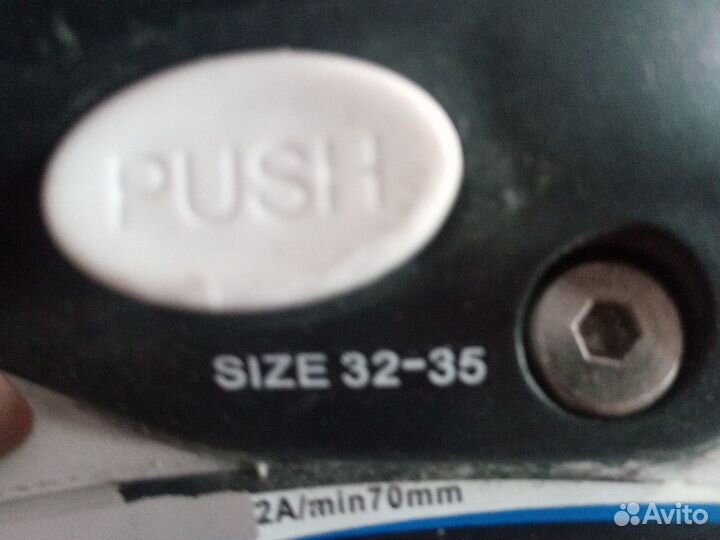 PUSH
SIZE 32-35
2A/min70mm
Avito